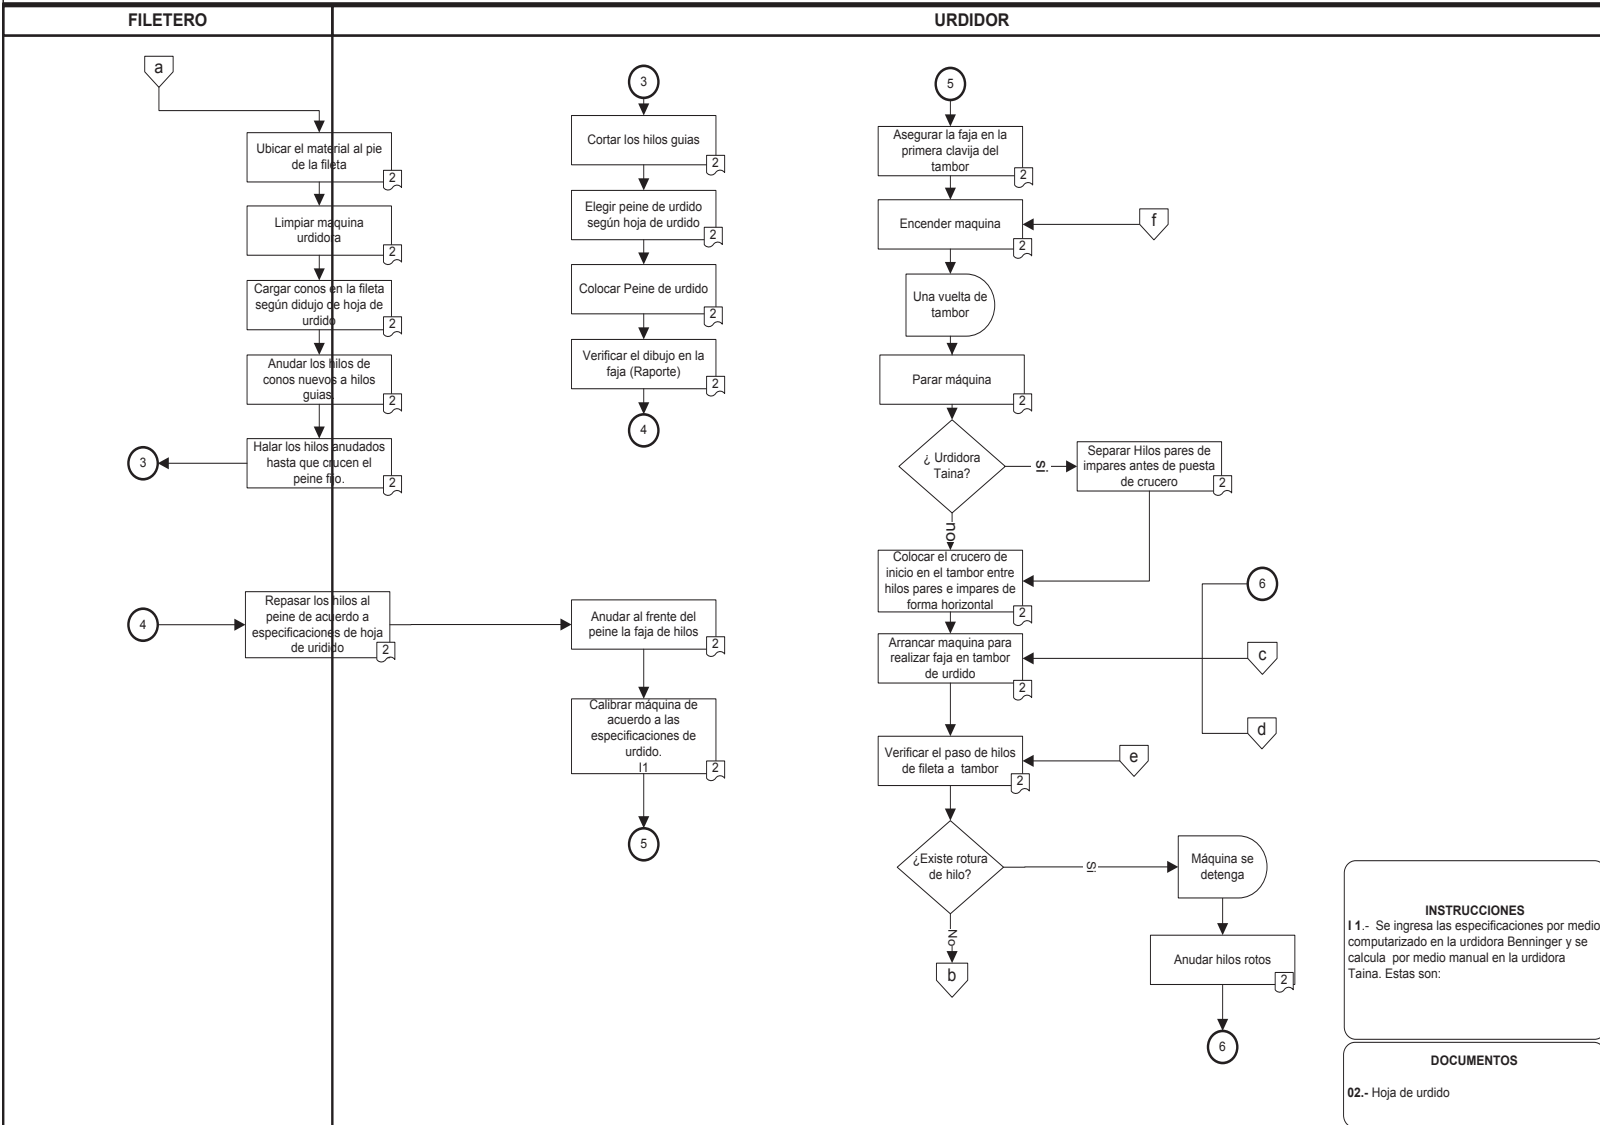 FILETERO
URDIDOR
a
Ubicar el material al pie
de la fileta
2
Limpiar maquina
urdidora
2
Cargar conos en la fileta
según didujo de hoja de
urdido
2
Anudar los hilos de
conos nuevos a hilos
guias.
2
Halar los hilos anudados
hasta que crucen el
peine fijo.
2
3
4
Repasar los hilos al
peine de acuerdo a
especificaciones de hoja
de uridido
2
3
Cortar los hilos guias
2
Elegir peine de urdido
según hoja de urdido
2
Colocar Peine de urdido
2
Verificar el dibujo en la
faja (Raporte)
2
4
Anudar al frente del
peine la faja de hilos
2
Calibrar máquina de
acuerdo a las
especificaciones de
urdido.
I1
2
5
5
Asegurar la faja en la
primera clavija del
tambor
2
Encender maquina
2
f
Una vuelta de
tambor
Parar máquina
2
¿ Urdidora
Taina?
si
Separar Hilos pares de
impares antes de puesta
de crucero
2
no
Colocar el crucero de
inicio en el tambor entre
hilos pares e impares de
forma horizontal
2
6
Arrancar maquina para
realizar faja en tambor
de urdido
2
c
d
Verificar el paso de hilos
de fileta a tambor
2
e
¿Existe rotura
de hilo?
Si
Máquina se
detenga
No
b
Anudar hilos rotos
2
6
INSTRUCCIONES
I 1.- Se ingresa las especificaciones por medio
computarizado en la urdidora Benninger y se
calcula por medio manual en la urdidora
Taina. Estas son:
DOCUMENTOS
02.- Hoja de urdido